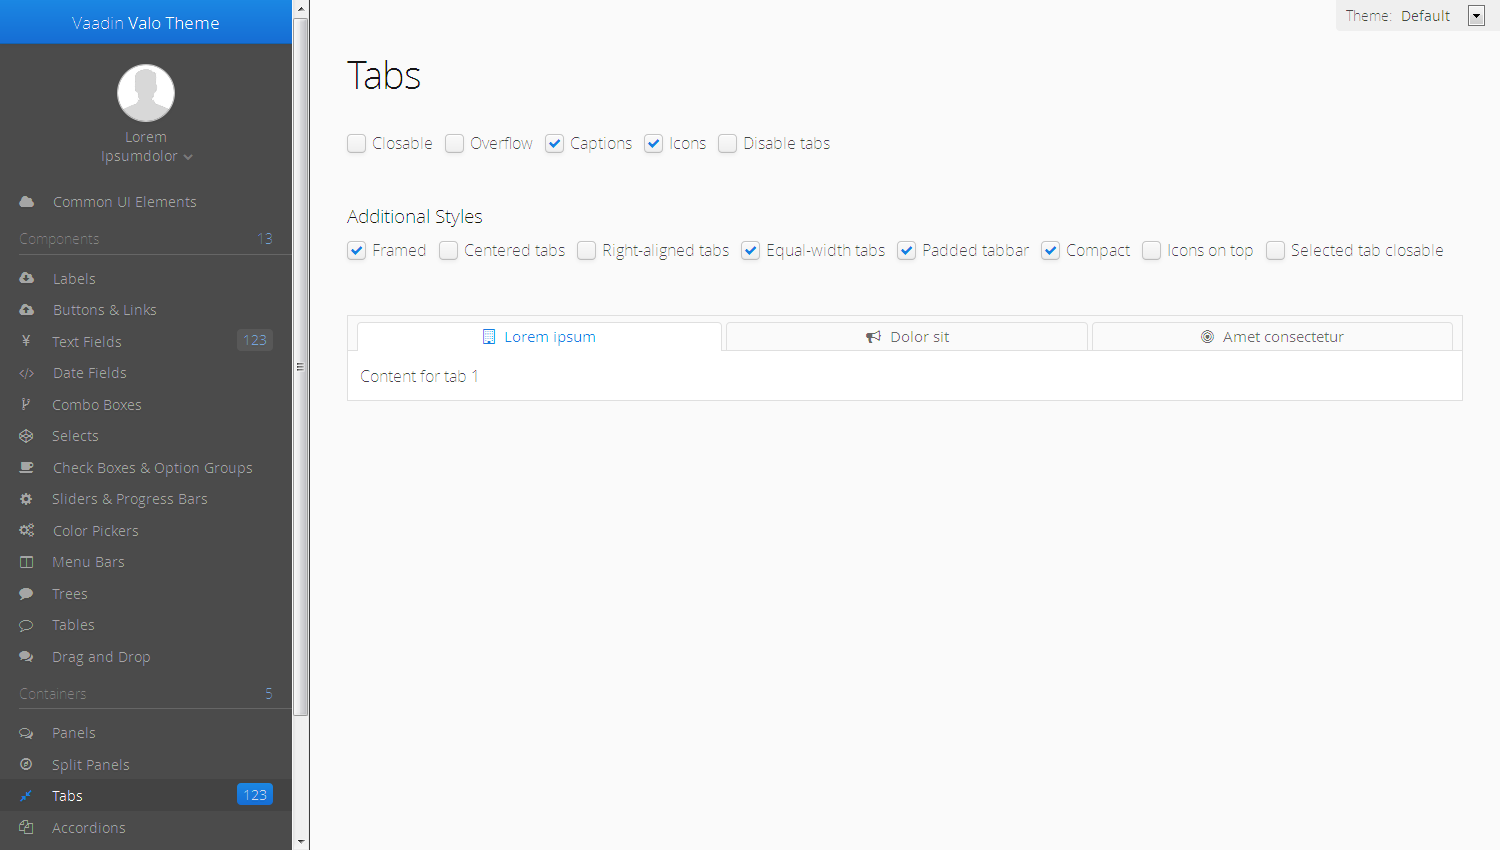 Vaadin Valo Theme
Lorem
Ipsumdolor
Common UI Elements
Components 13
Labels
Buttons & Links
Text Fields 123
Date Fields
Combo Boxes
Selects
Check Boxes & Option Groups
Sliders & Progress Bars
Color Pickers
Menu Bars
Trees
Tables
Drag and Drop
Containers 5
Panels
Split Panels
Tabs 123
Accordions
Theme: Default
Tabs
Closable Overflow Captions Icons Disable tabs
Additional Styles
Framed Centered tabs Right-aligned tabs Equal-width tabs Padded tabbar Compact Icons on top Selected tab closable
Lorem ipsum Dolor sit Amet consectetur
Content for tab 1